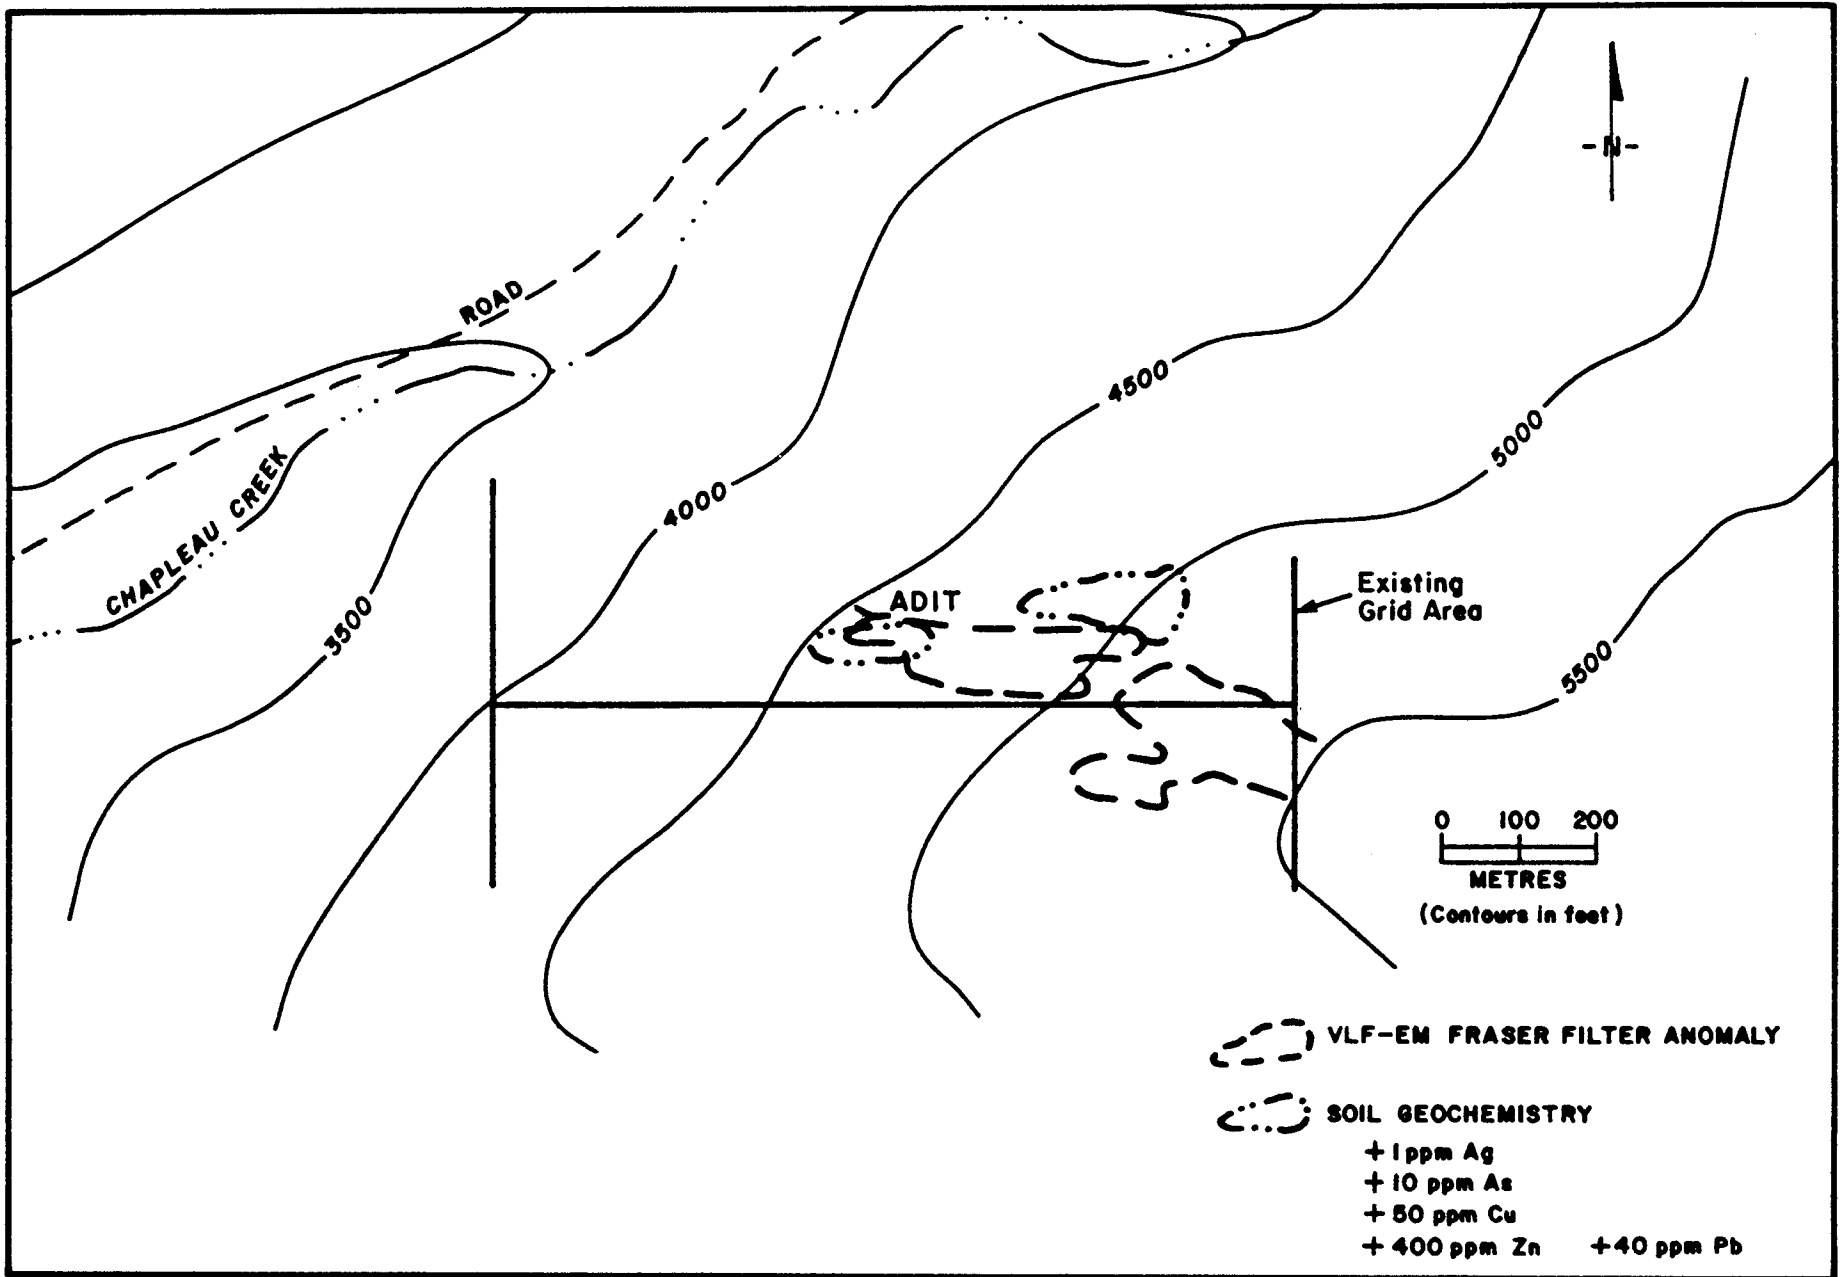 -N-
ROAD
4500
5000
CHAPLEAU CREEK
4000
3500
ADIT
Existing
Grid Area
5500
0 100 200
METRES
(Contours in feet)
VLF-EM FRASER FILTER ANOMALY
SOIL GEOCHEMISTRY
+ 1 ppm Ag
+ 10 ppm As
+ 50 ppm Cu
+ 400 ppm Zn +40 ppm Pb